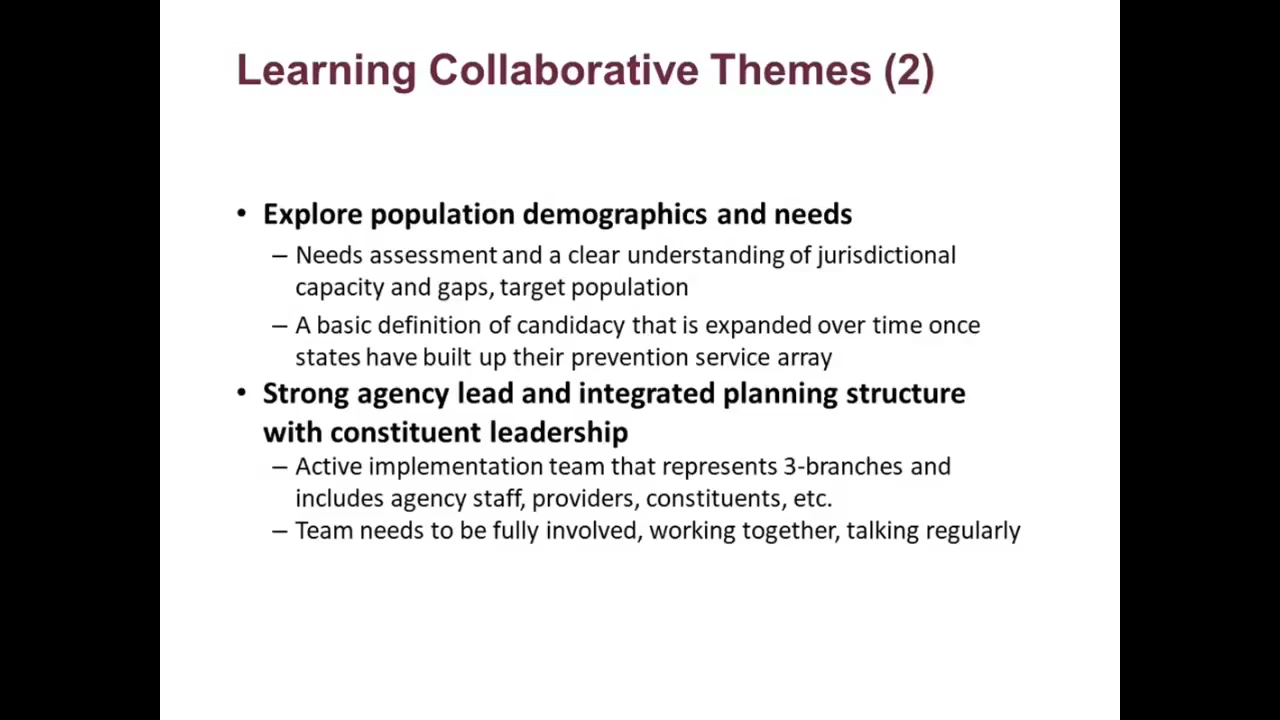 Learning Collaborative Themes (2)
• Explore population demographics and needs
– Needs assessment and a clear understanding of jurisdictional
capacity and gaps, target population
– A basic definition of candidacy that is expanded over time once
states have built up their prevention service array
• Strong agency lead and integrated planning structure
with constituent leadership
– Active implementation team that represents 3-branches and
includes agency staff, providers, constituents, etc.
– Team needs to be fully involved, working together, talking regularly